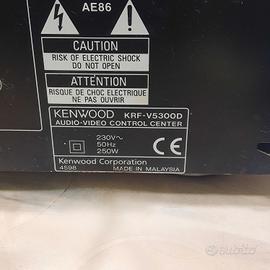 AE86
CAUTION
RISK OF ELECTRIC SHOCK
DO NOT OPEN
ATTENTION
RISQUE DE CHOC ELECTRIQUE
NE PAS OUVRIR
KENWOOD KRF-V5300D
AUDIO-VIDEO CONTROL CENTER
230V~
50Hz
250W
CE
Kenwood Corporation
4598 MADE IN MALAYSIA
subito